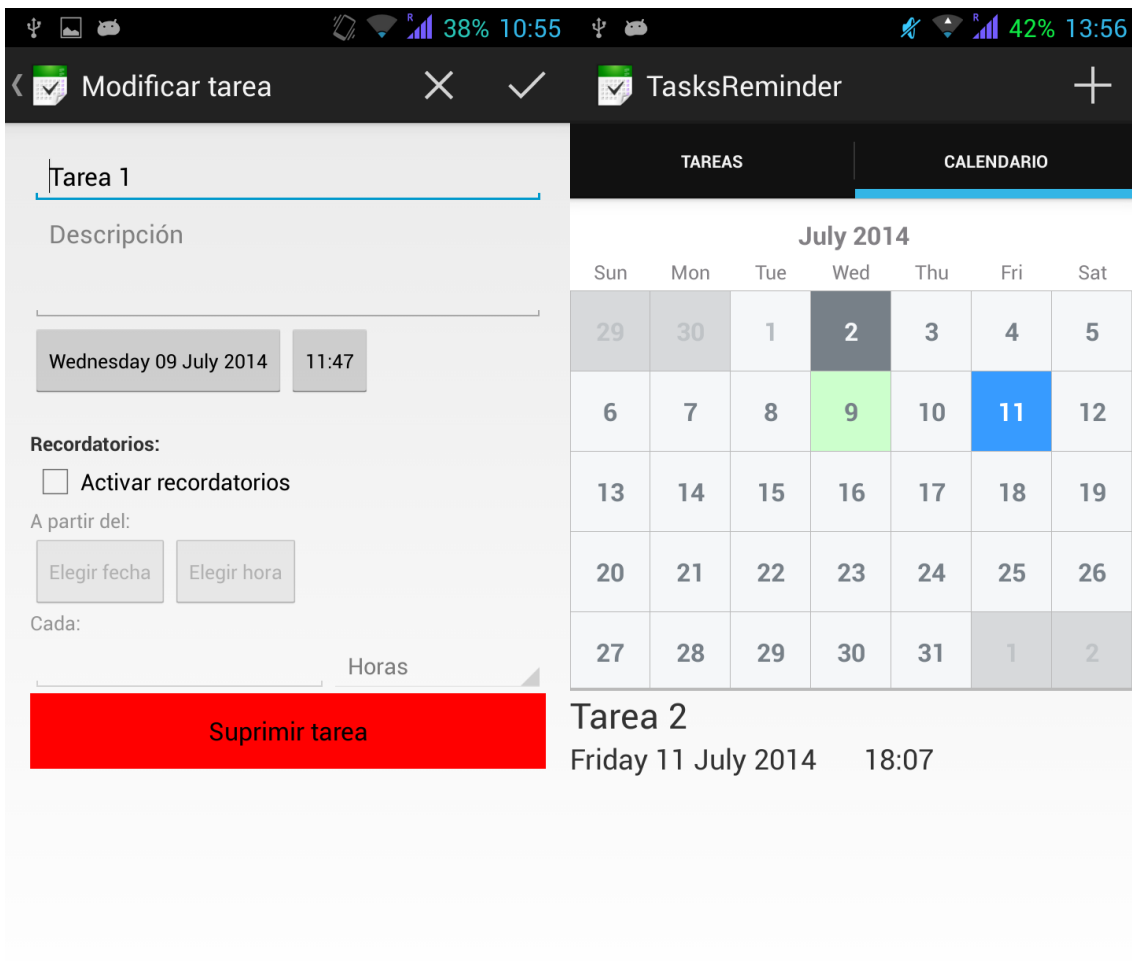 38% 10:55
Modificar tarea
Tarea 1
Descripción
Wednesday 09 July 2014 11:47
Recordatorios:
Activar recordatorios
A partir del:
Elegir fecha Elegir hora
Cada:
Horas
Suprimir tarea
R 42% 13:56
TasksReminder
TAREAS CALENDARIO
July 2014
Sun Mon Tue Wed Thu Fri Sat
29 30 1 2 3 4 5
6 7 8 9 10 11 12
13 14 15 16 17 18 19
20 21 22 23 24 25 26
27 28 29 30 31 1 2
Tarea 2
Friday 11 July 2014 18:07